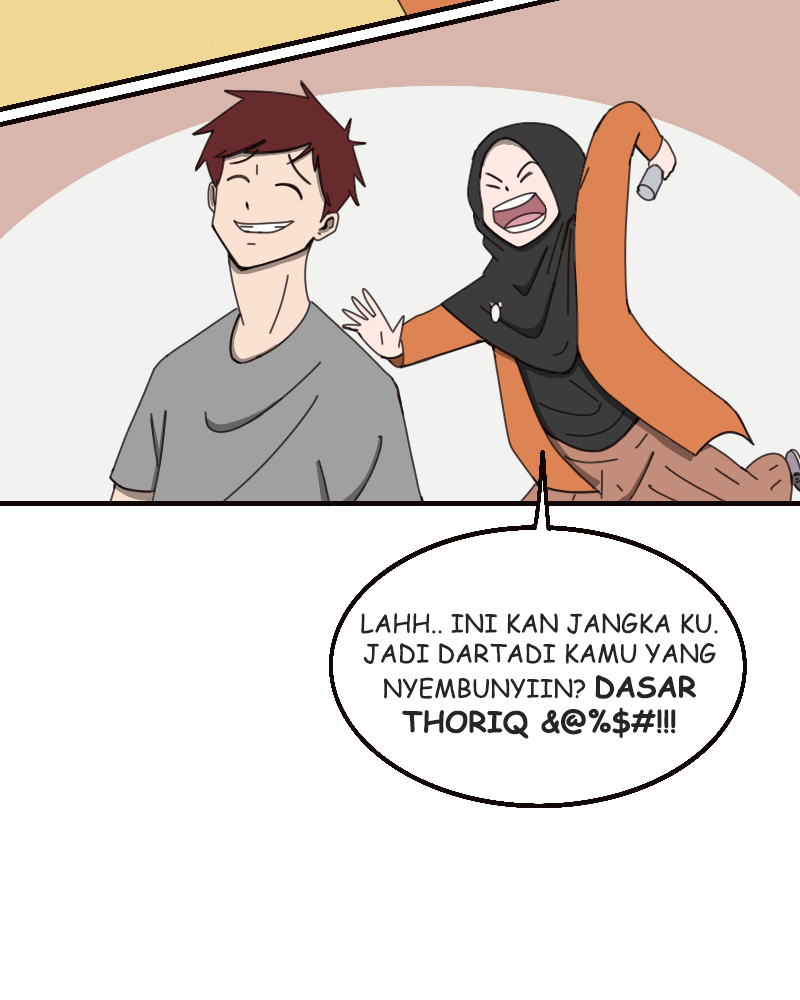 LAHH.. INI KAN JANGKA KU.
JADI DARTADI KAMU YANG
NYEMBUNYIIN? DASAR
THORIQ &@%$#!!!